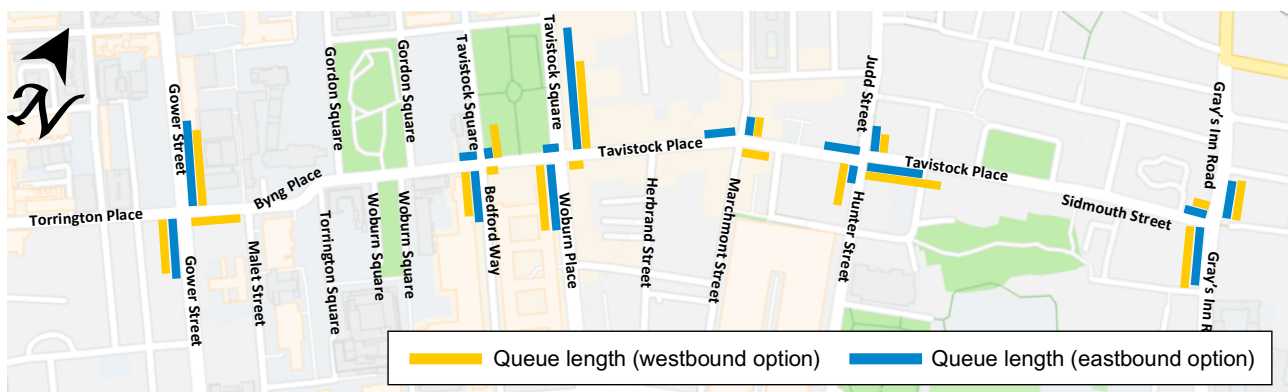 N
Gower Street
Gordon Square
Gordon Square
Tavistock Square
Tavistock Square
Judd Street
Gray's Inn Road
Torrington Place
Byng Place
Tavistock Place
Tavistock Place
Sidmouth Street
Gower Street
Malet Street
Torrington Square
Woburn Square
Woburn Square
Bedford Way
Woburn Place
Herbrand Street
Marchmont Street
Hunter Street
Gray's Inn R
Queue length (westbound option)
Queue length (eastbound option)